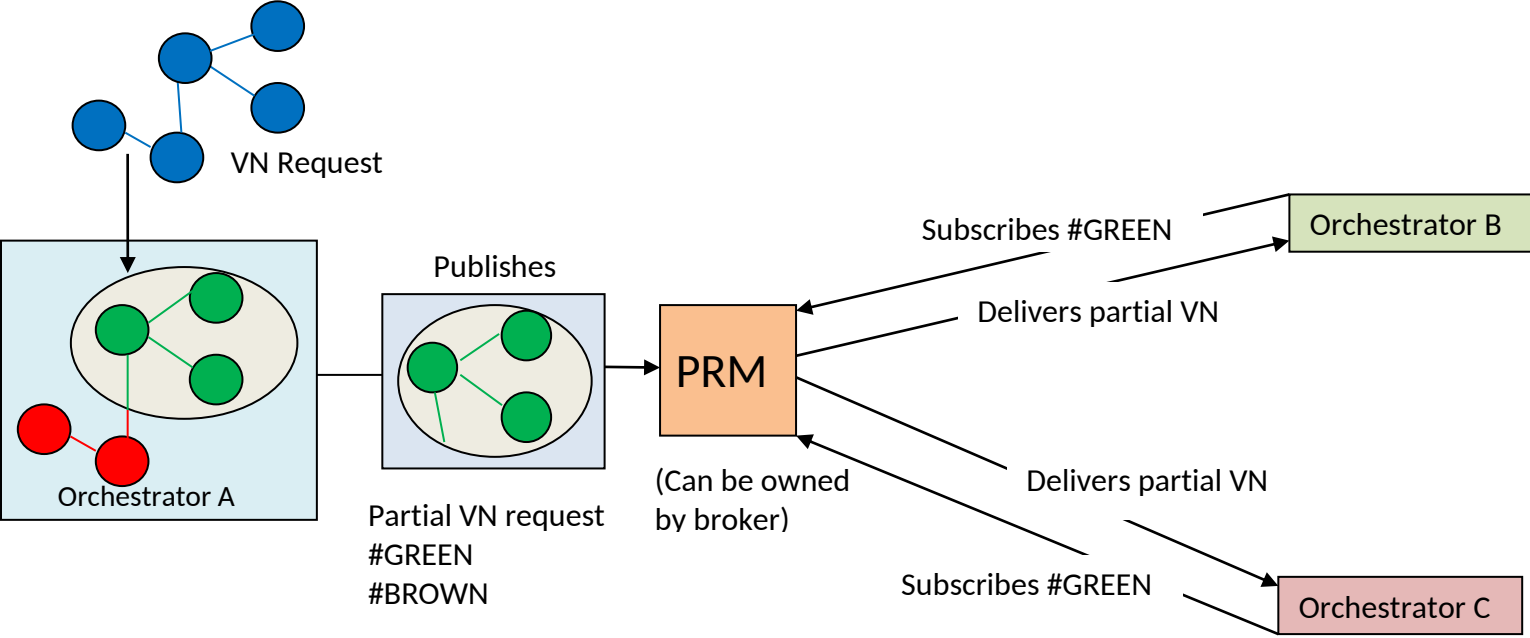 VN Request
Subscribes #GREEN
Orchestrator B
Publishes
Delivers partial VN
PRM
Orchestrator A
(Can be owned
by broker)
Delivers partial VN
Partial VN request
#GREEN
#BROWN
Subscribes #GREEN
Orchestrator C